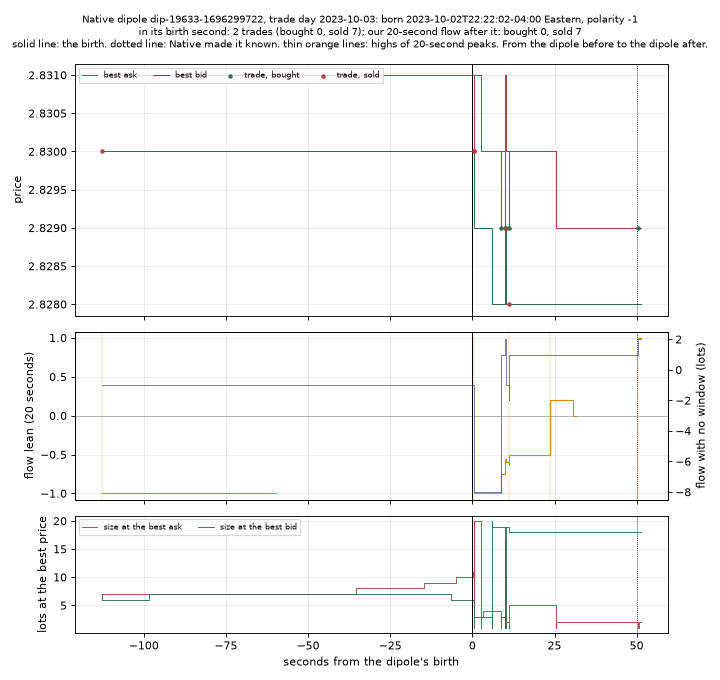 Native dipole dip-19633-1696299722, trade day 2023-10-03: born 2023-10-02T22:22:02-04:00 Eastern, polarity -1
in its birth second: 2 trades (bought 0, sold 7); our 20-second flow after it: bought 0, sold 7
solid line: the birth. dotted line: Native made it known. thin orange lines: highs of 20-second peaks. From the dipole before to the dipole after.
best ask best bid trade, bought trade, sold
2.8310
2.8305
2.8300
2.8295
2.8290
2.8285
2.8280
price
1.0
0.5
0.0
−0.5
−1.0
flow lean (20 seconds)
2
0
−2
−4
−6
−8
flow with no window (lots)
size at the best ask size at the best bid
20
15
10
5
lots at the best price
−100 −75 −50 −25 0 25 50
seconds from the dipole's birth